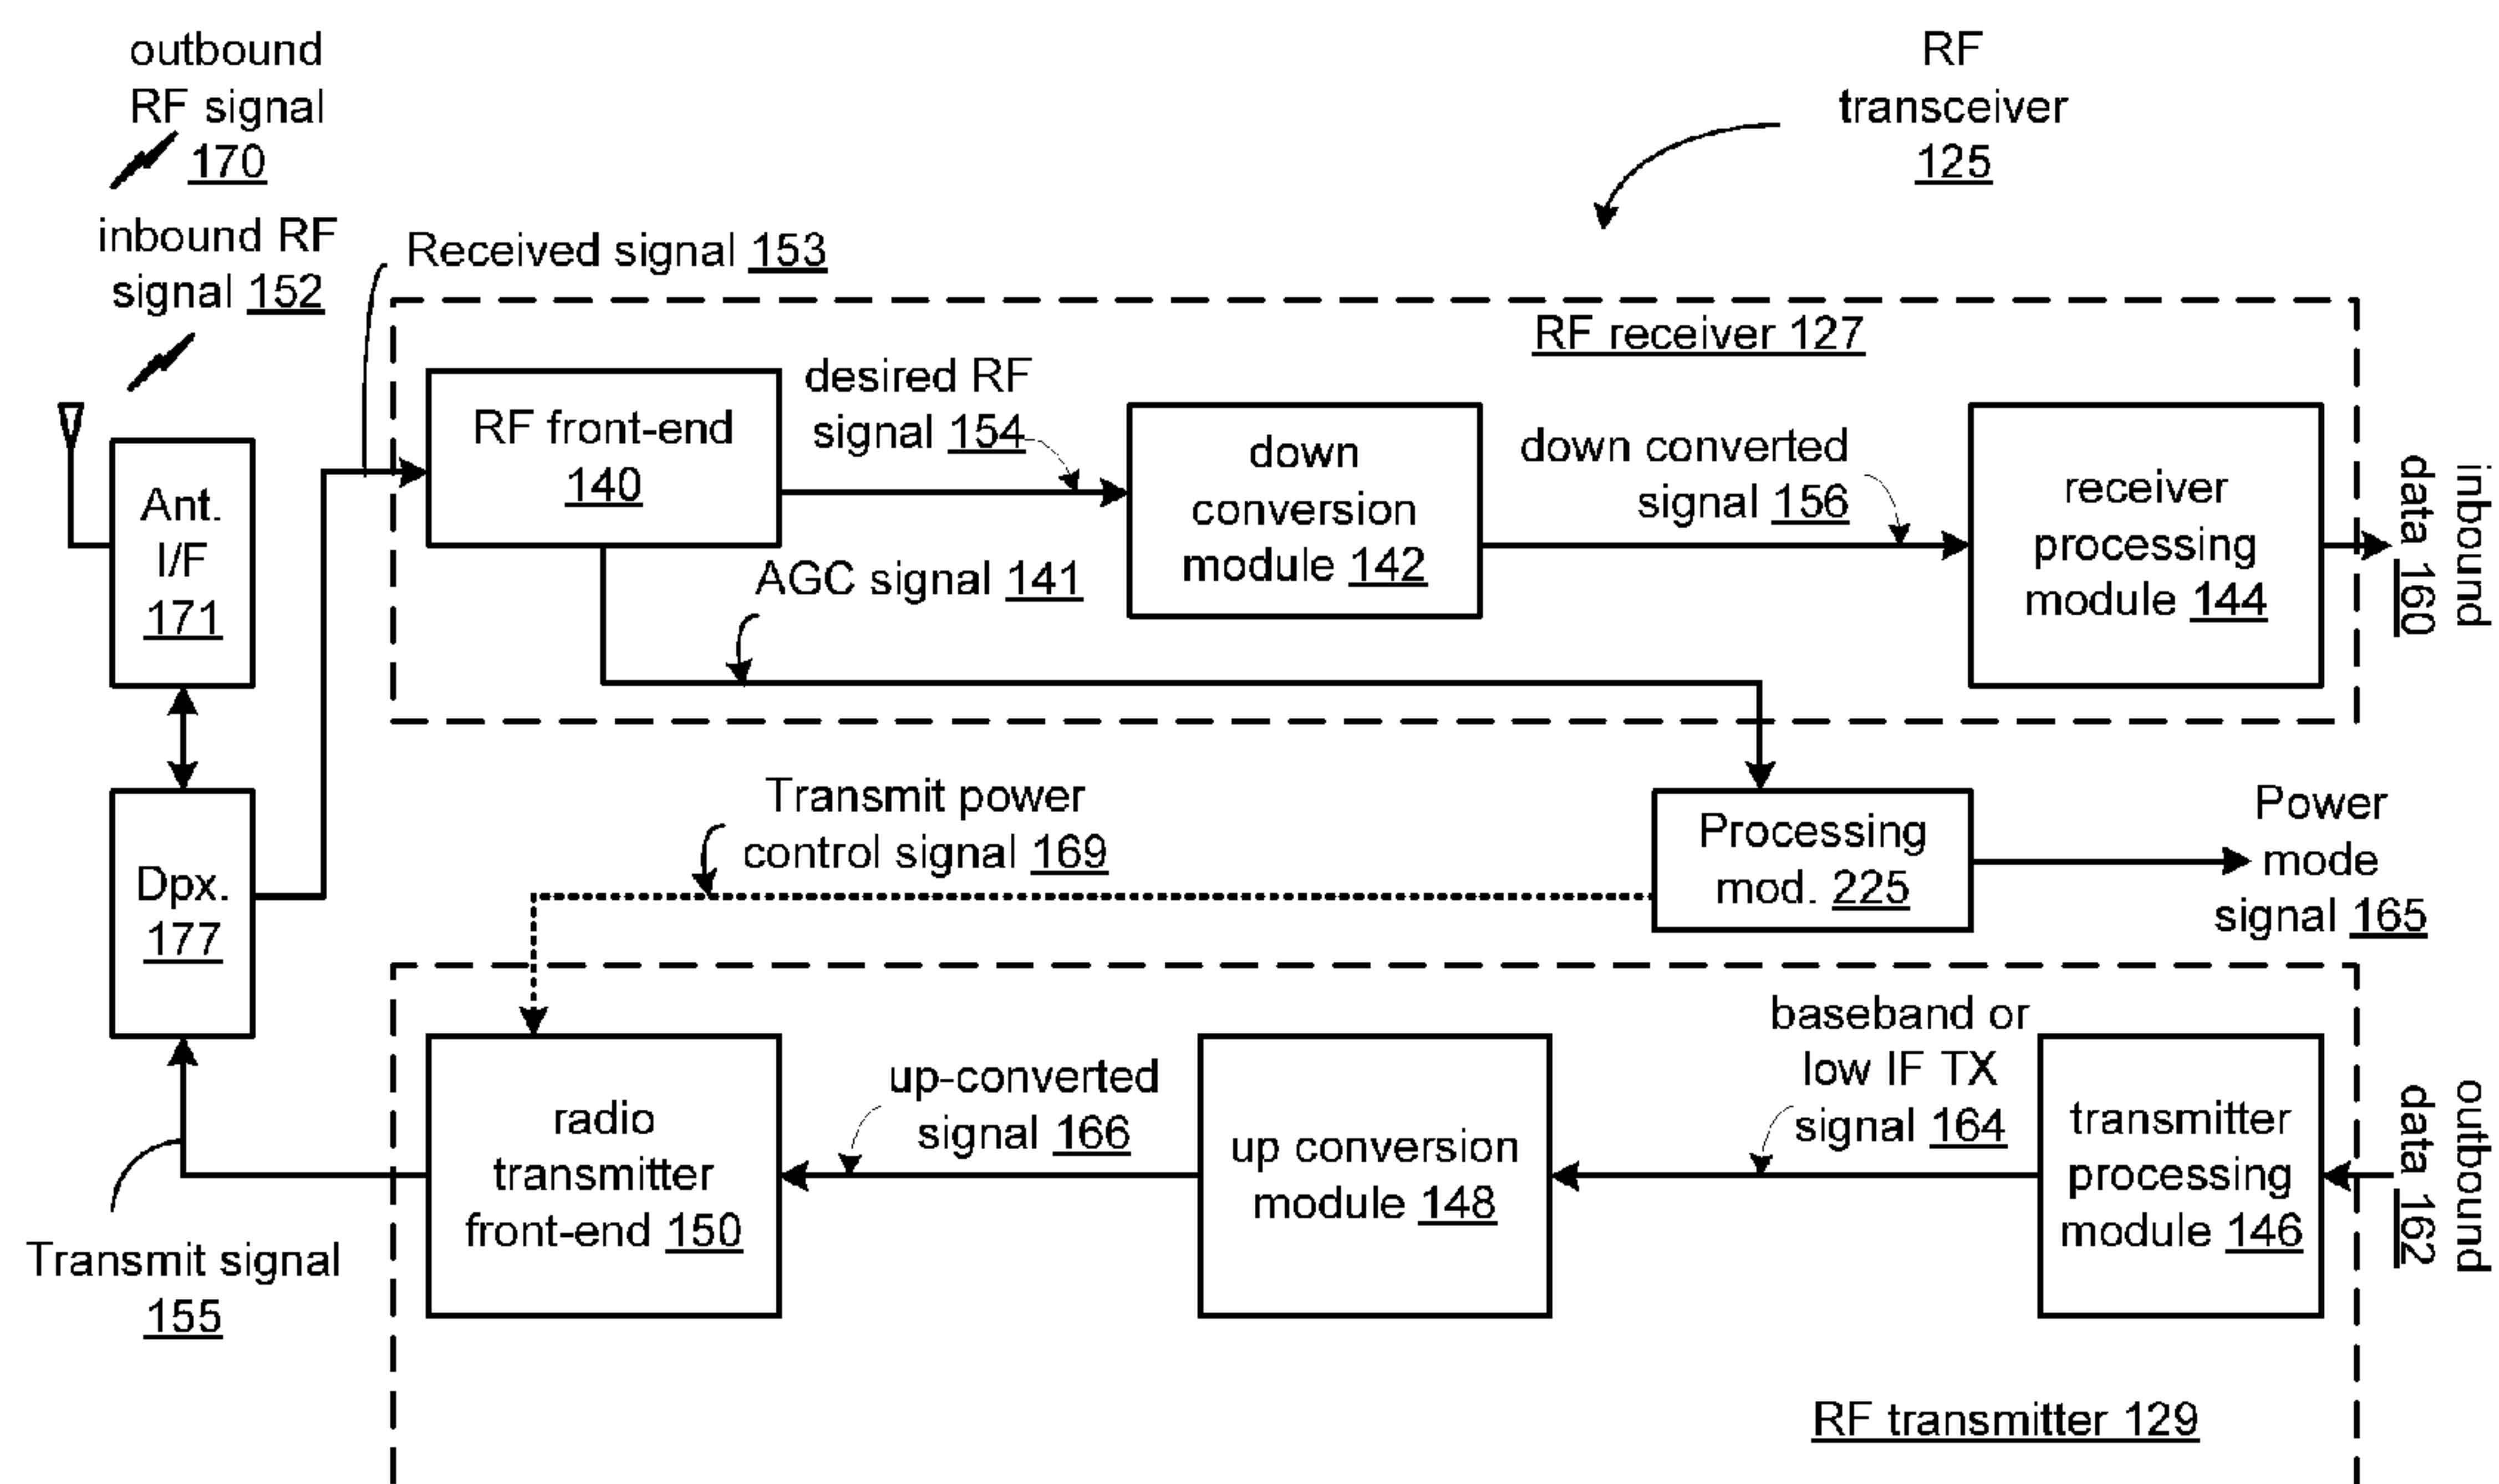 outbound
RF signal
170
RF
transceiver
125
inbound RF
signal 152
Received signal 153
RF receiver 127
RF front-end
140
desired RF
signal 154
down
conversion
module 142
down converted
signal 156
receiver
processing
module 144
inbound
data 160
Ant.
I/F
171
AGC signal 141
Dpx.
177
Transmit power
control signal 169
Processing
mod. 225
Power
mode
signal 165
radio
transmitter
front-end 150
up-converted
signal 166
up conversion
module 148
baseband or
low IF TX
signal 164
transmitter
processing
module 146
outbound
data 162
Transmit signal
155
RF transmitter 129